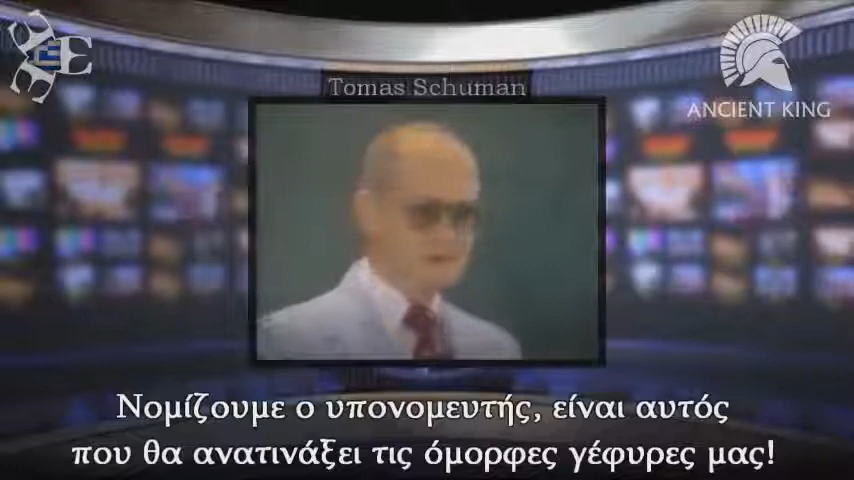 Tomas Schuman
ANCIENT KING
Νομίζουμε ο υπονομευτής, είναι αυτός
που θα ανατινάξει τις όμορφες γέφυρες μας!